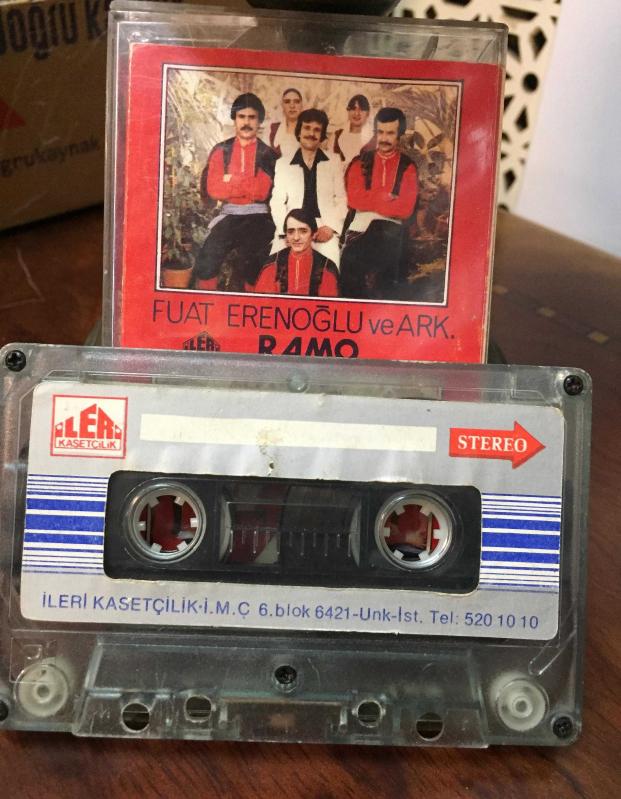 FUAT ERENOĞLU ve ARK.
İLERİ
RAMO
İLERİ
KASETÇİLİK
STEREO
İLERİ KASETÇİLİK-İ.M.Ç 6.blok 6421-Unk-İst. Tel: 520 10 10